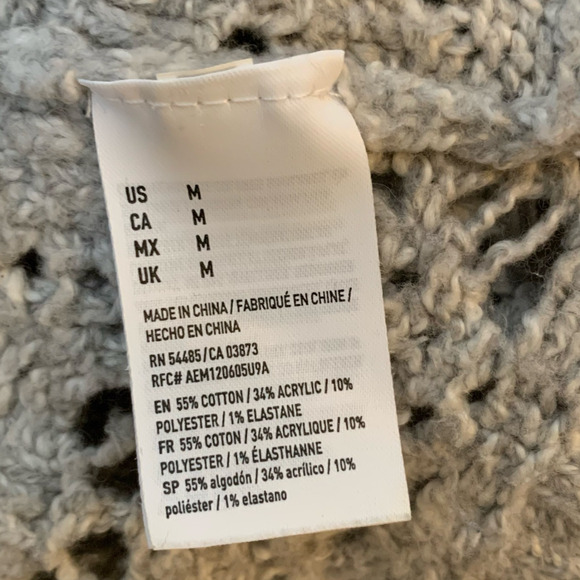 US M
CA M
MX M
UK M
MADE IN CHINA / FABRIQUÉ EN CHINE /
HECHO EN CHINA
RN 54485 / CA 03873
RFC# AEM120605U9A
EN 55% COTTON / 34% ACRYLIC / 10%
POLYESTER / 1% ELASTANE
FR 55% COTON / 34% ACRYLIQUE / 10%
POLYESTER / 1% ÉLASTHANNE
SP 55% algodón / 34% acrílico / 10%
poliéster / 1% elastano